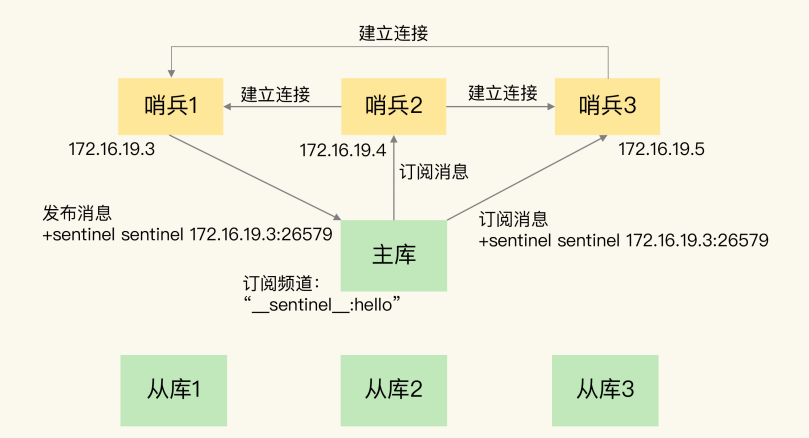 建立连接
哨兵1
建立连接
哨兵2
建立连接
哨兵3
172.16.19.3
172.16.19.4
172.16.19.5
订阅消息
发布消息
+sentinel sentinel 172.16.19.3:26579
订阅消息
+sentinel sentinel 172.16.19.3:26579
主库
订阅频道：
“__sentinel__:hello”
从库1
从库2
从库3